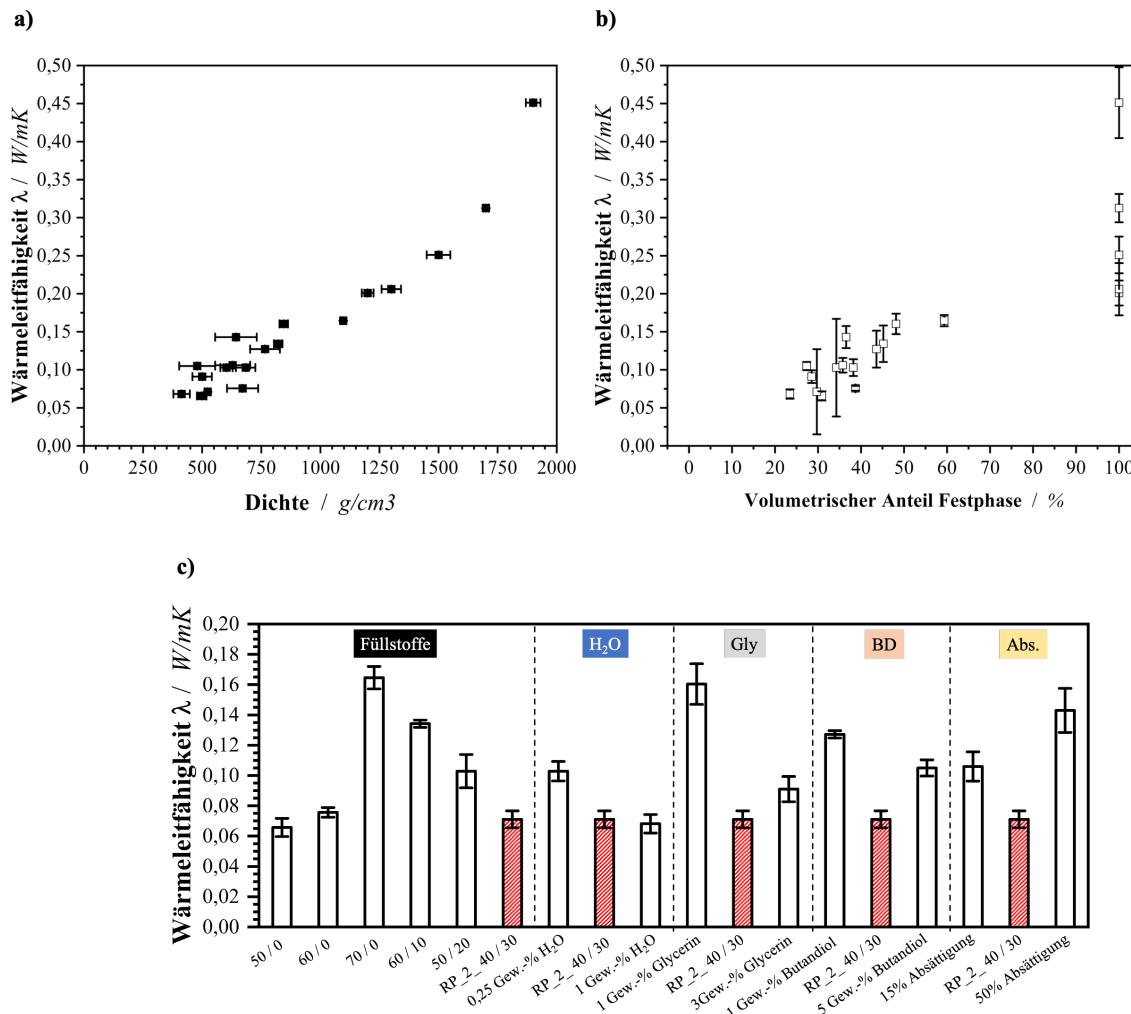 a)
0,50
0,45
0,40
0,35
0,30
0,25
0,20
0,15
0,10
0,05
0,00
Wärmeleitfähigkeit λ / W/mK
0 250 500 750 1000 1250 1500 1750 2000
Dichte / g/cm3
b)
0,50
0,45
0,40
0,35
0,30
0,25
0,20
0,15
0,10
0,05
0,00
Wärmeleitfähigkeit λ / W/mK
0 10 20 30 40 50 60 70 80 90 100
Volumetrischer Anteil Festphase / %
c)
0,20
0,18
0,16
0,14
0,12
0,10
0,08
0,06
0,04
0,02
0,00
Wärmeleitfähigkeit λ / W/mK
Füllstoffe
H₂O
Gly
BD
Abs.
50 / 0
60 / 0
70 / 0
60 / 10
50 / 20
RP_2_ 40 / 30
0,25 Gew.-% H₂O
RP_2_ 40 / 30
1 Gew.-% H₂O
1 Gew.-% Glycerin
RP_2_ 40 / 30
3Gew.-% Glycerin
1 Gew.-% Butandiol
RP_2_ 40 / 30
5 Gew.-% Butandiol
15% Absättigung
RP_2_ 40 / 30
50% Absättigung